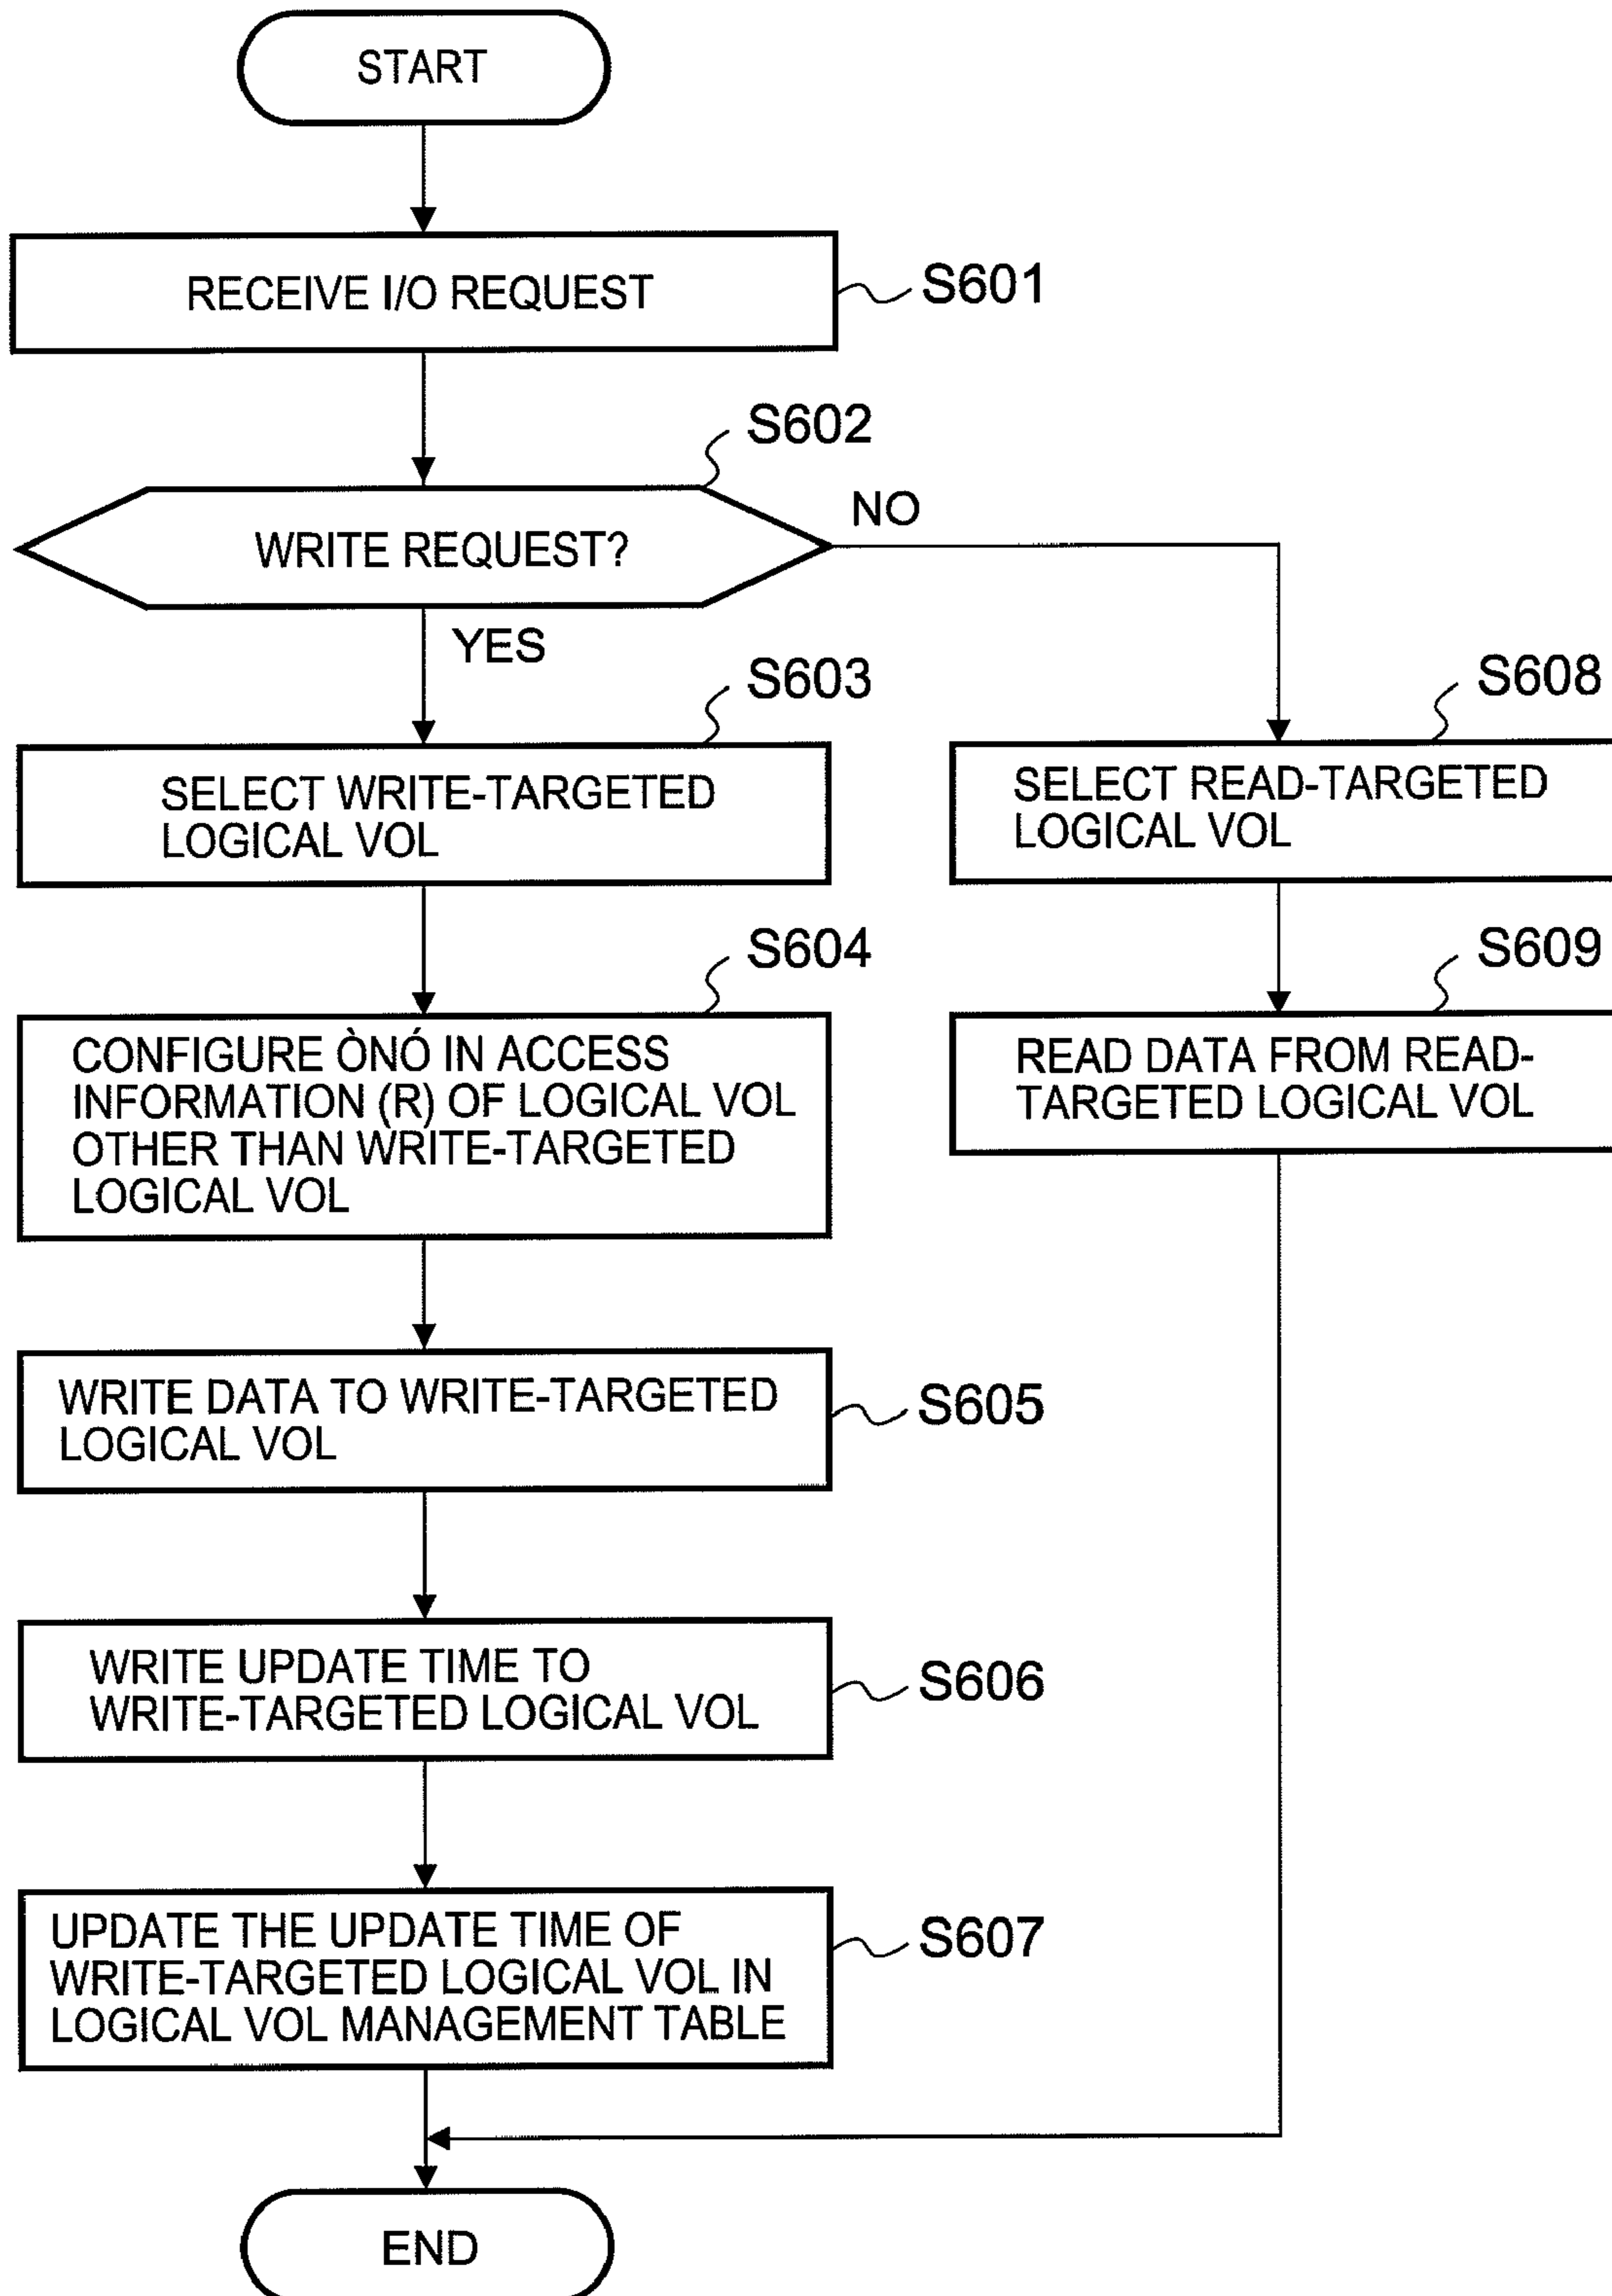 START
RECEIVE I/O REQUEST
S601
S602
WRITE REQUEST?
NO
YES
S603
SELECT WRITE-TARGETED
LOGICAL VOL
S608
SELECT READ-TARGETED
LOGICAL VOL
S604
CONFIGURE ÒNÓ IN ACCESS
INFORMATION (R) OF LOGICAL VOL
OTHER THAN WRITE-TARGETED
LOGICAL VOL
S609
READ DATA FROM READ-
TARGETED LOGICAL VOL
WRITE DATA TO WRITE-TARGETED
LOGICAL VOL
S605
WRITE UPDATE TIME TO
WRITE-TARGETED LOGICAL VOL
S606
UPDATE THE UPDATE TIME OF
WRITE-TARGETED LOGICAL VOL IN
LOGICAL VOL MANAGEMENT TABLE
S607
END